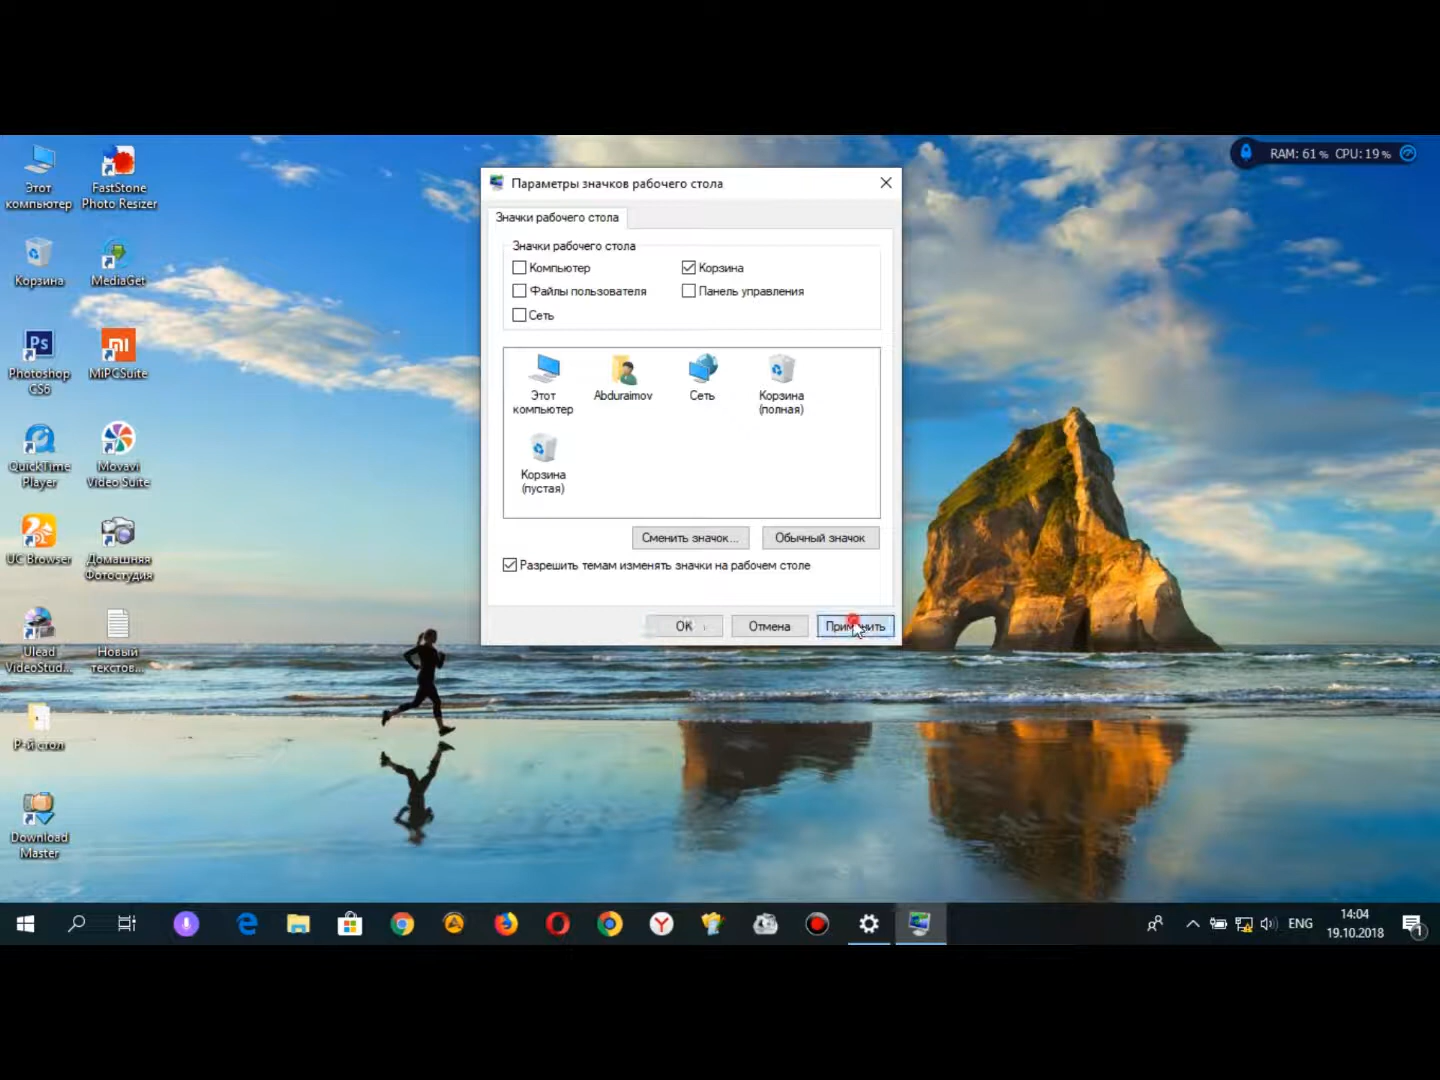 RAM: 61% CPU: 19%
Этот
компьютер
FastStone
Photo Resizer
Корзина
MediaGet
Ps
Photoshop
CS6
MiPCSuite
QuickTime
Player
Movavi
Video Suite
UC Browser
Домашняя
Фотостудия
Ulead
VideoStud...
Новый
текстов...
Р-й стол
Download
Master
Параметры значков рабочего стола
Значки рабочего стола
Значки рабочего стола
Компьютер
Корзина
Файлы пользователя
Панель управления
Сеть
Этот
компьютер
Abduraimov
Сеть
Корзина
(полная)
Корзина
(пустая)
Сменить значок...
Обычный значок
Разрешить темам изменять значки на рабочем столе
OK
Отмена
Применить
ENG
14:04
19.10.2018
1